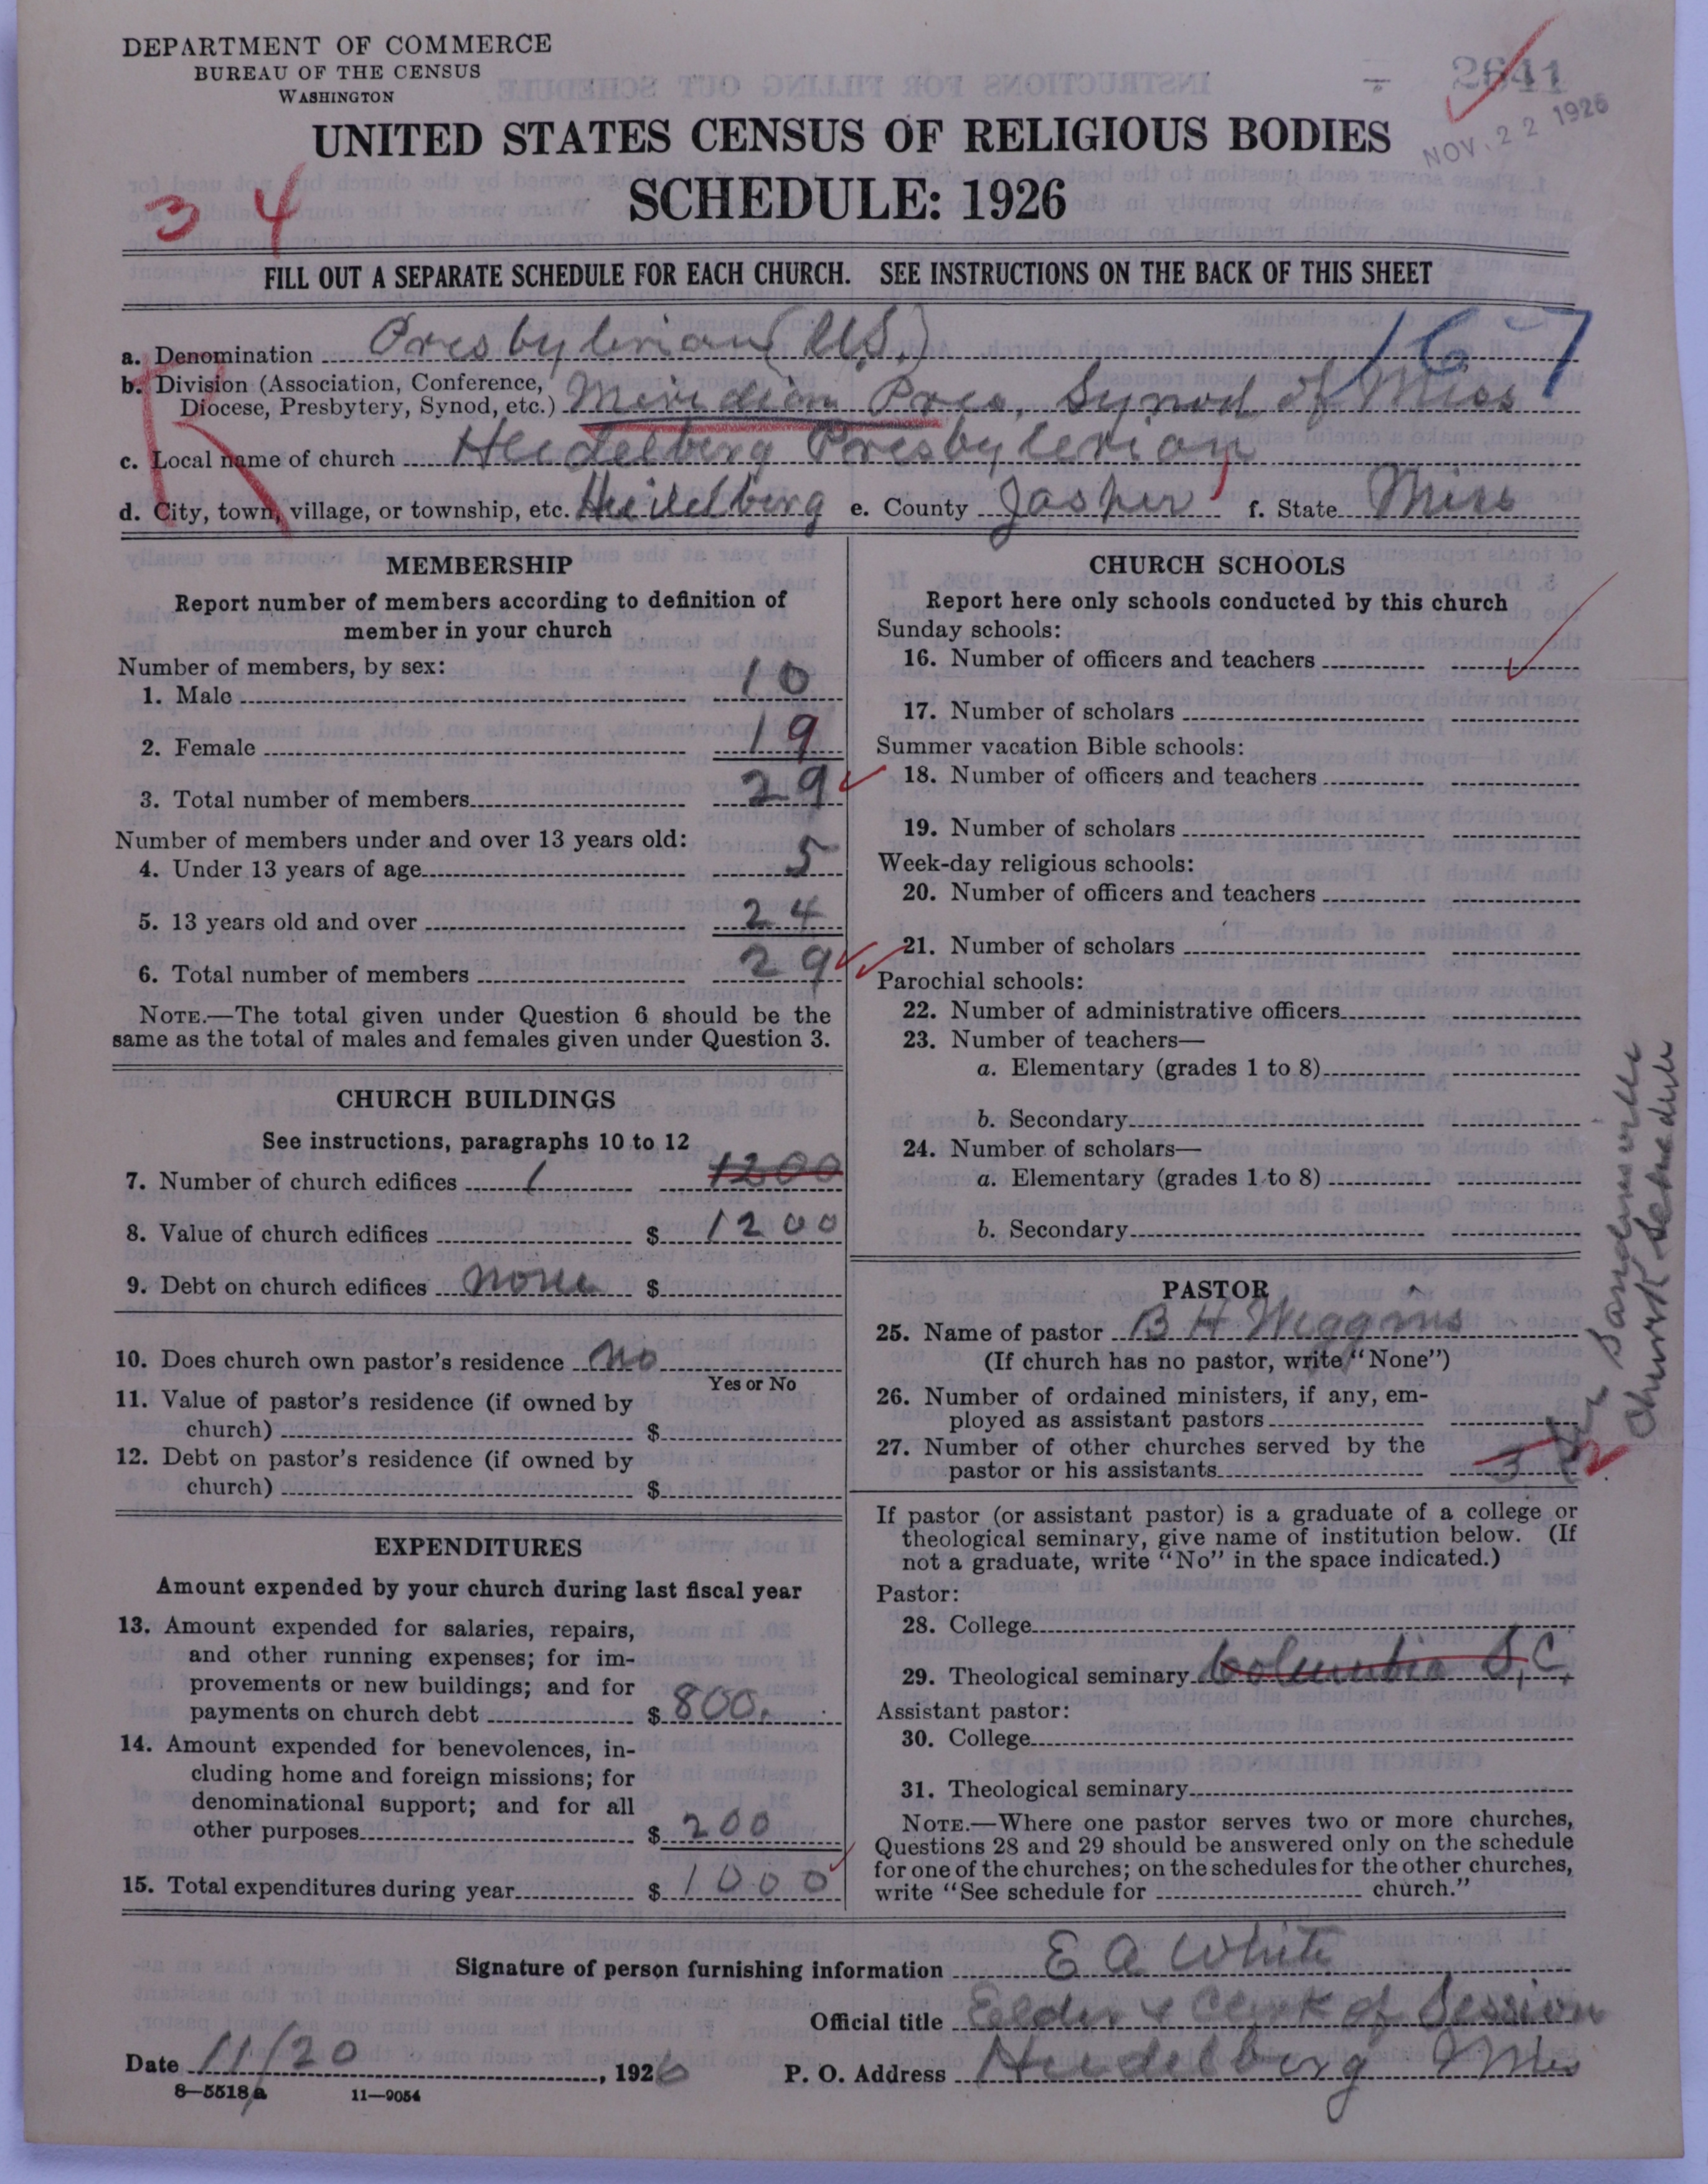 DEPARTMENT OF COMMERCE
BUREAU OF THE CENSUS
WASHINGTON
2641
NOV. 22 1926
UNITED STATES CENSUS OF RELIGIOUS BODIES
SCHEDULE: 1926
34
FILL OUT A SEPARATE SCHEDULE FOR EACH CHURCH. SEE INSTRUCTIONS ON THE BACK OF THIS SHEET
167
a. Denomination Presbyterian (U.S.)
b. Division (Association, Conference,
Diocese, Presbytery, Synod, etc.) Meridian Pres. Synod of Miss
c. Local name of church Heidelberg Presbyterian
d. City, town, village, or township, etc. Heidelberg e. County Jasper f. State Miss
R
MEMBERSHIP
Report number of members according to definition of
member in your church
Number of members, by sex:
1. Male 10
2. Female 19
3. Total number of members 29
Number of members under and over 13 years old:
4. Under 13 years of age 5
5. 13 years old and over 24
6. Total number of members 29
NOTE.—The total given under Question 6 should be the
same as the total of males and females given under Question 3.
CHURCH BUILDINGS
See instructions, paragraphs 10 to 12
7. Number of church edifices 1 1200
8. Value of church edifices $ 1200
9. Debt on church edifices none $
10. Does church own pastor's residence no
Yes or No
11. Value of pastor's residence (if owned by
church) $
12. Debt on pastor's residence (if owned by
church) $
EXPENDITURES
Amount expended by your church during last fiscal year
13. Amount expended for salaries, repairs,
and other running expenses; for im-
provements or new buildings; and for
payments on church debt $ 800.
14. Amount expended for benevolences, in-
cluding home and foreign missions; for
denominational support; and for all
other purposes $ 200
15. Total expenditures during year $ 1000
CHURCH SCHOOLS
Report here only schools conducted by this church
Sunday schools:
16. Number of officers and teachers
17. Number of scholars
Summer vacation Bible schools:
18. Number of officers and teachers
19. Number of scholars
Week-day religious schools:
20. Number of officers and teachers
21. Number of scholars
Parochial schools:
22. Number of administrative officers
23. Number of teachers—
a. Elementary (grades 1 to 8)
b. Secondary
24. Number of scholars—
a. Elementary (grades 1 to 8)
b. Secondary
PASTOR
25. Name of pastor B H Wiggins
(If church has no pastor, write "None")
26. Number of ordained ministers, if any, em-
ployed as assistant pastors
27. Number of other churches served by the
pastor or his assistants 3
If pastor (or assistant pastor) is a graduate of a college or
theological seminary, give name of institution below. (If
not a graduate, write "No" in the space indicated.)
Pastor:
28. College
29. Theological seminary Columbia S,C,
Assistant pastor:
30. College
31. Theological seminary
NOTE.—Where one pastor serves two or more churches,
Questions 28 and 29 should be answered only on the schedule
for one of the churches; on the schedules for the other churches,
write "See schedule for church."
See Sandersville
Church Schedule
Signature of person furnishing information E A White
Official title Elder & Clerk of Session
Date 11/20, 1926 P. O. Address Heidelberg Miss
8—5518a 11—9054